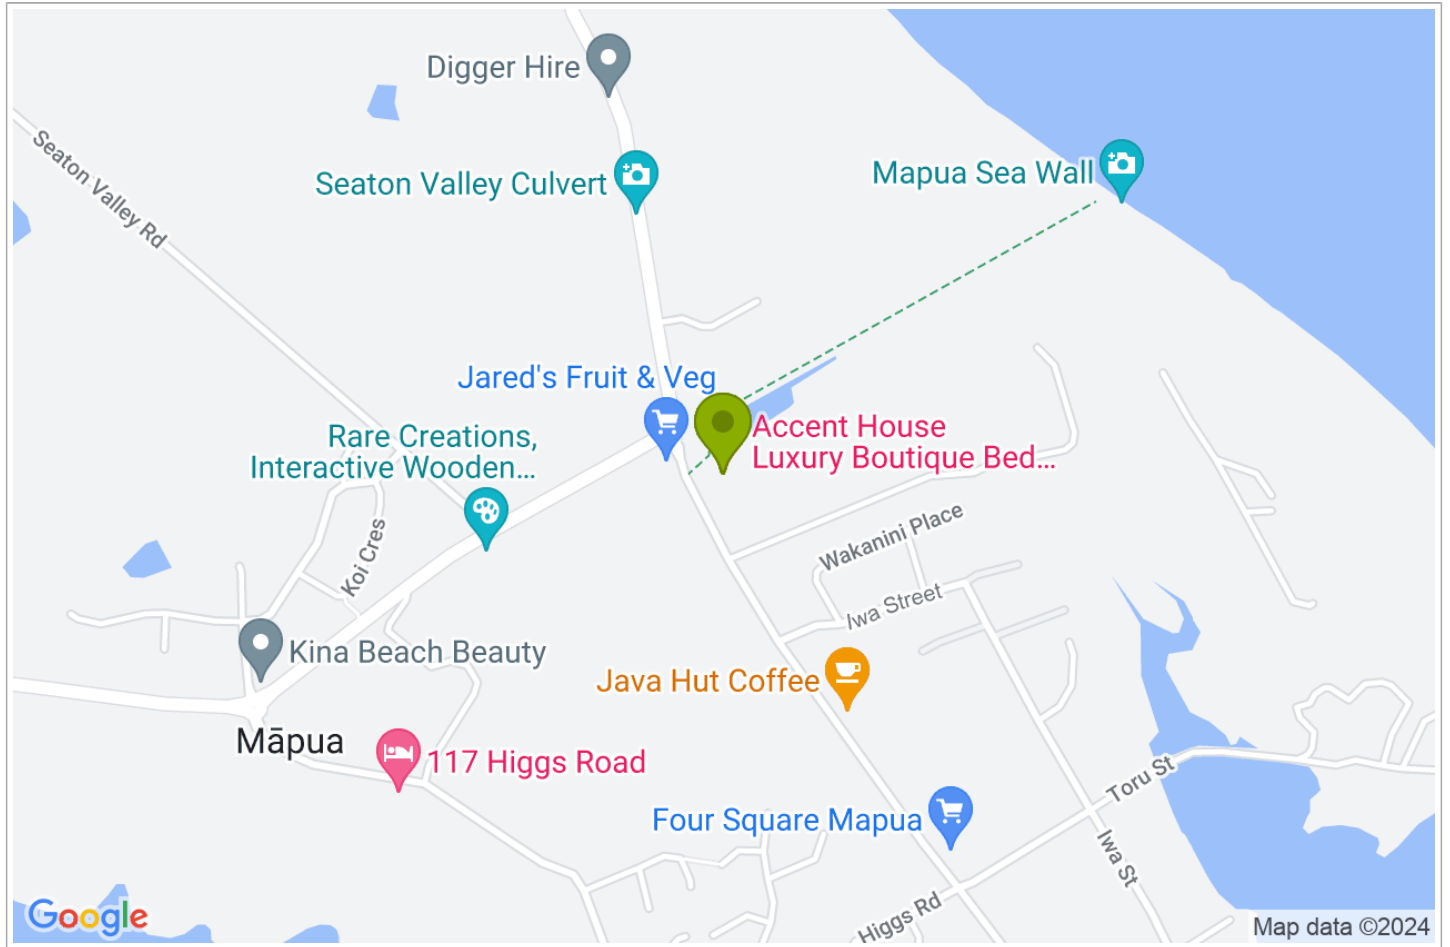 Digger Hire
Seaton Valley Rd
Seaton Valley Culvert
Mapua Sea Wall
Jared's Fruit & Veg
Rare Creations,
Interactive Wooden...
Accent House
Luxury Boutique Bed...
Koi Cres
Wakanini Place
Iwa Street
Kina Beach Beauty
Java Hut Coffee
Māpua
117 Higgs Road
Toru St
Four Square Mapua
Iwa St
Higgs Rd
Google
Map data ©2024